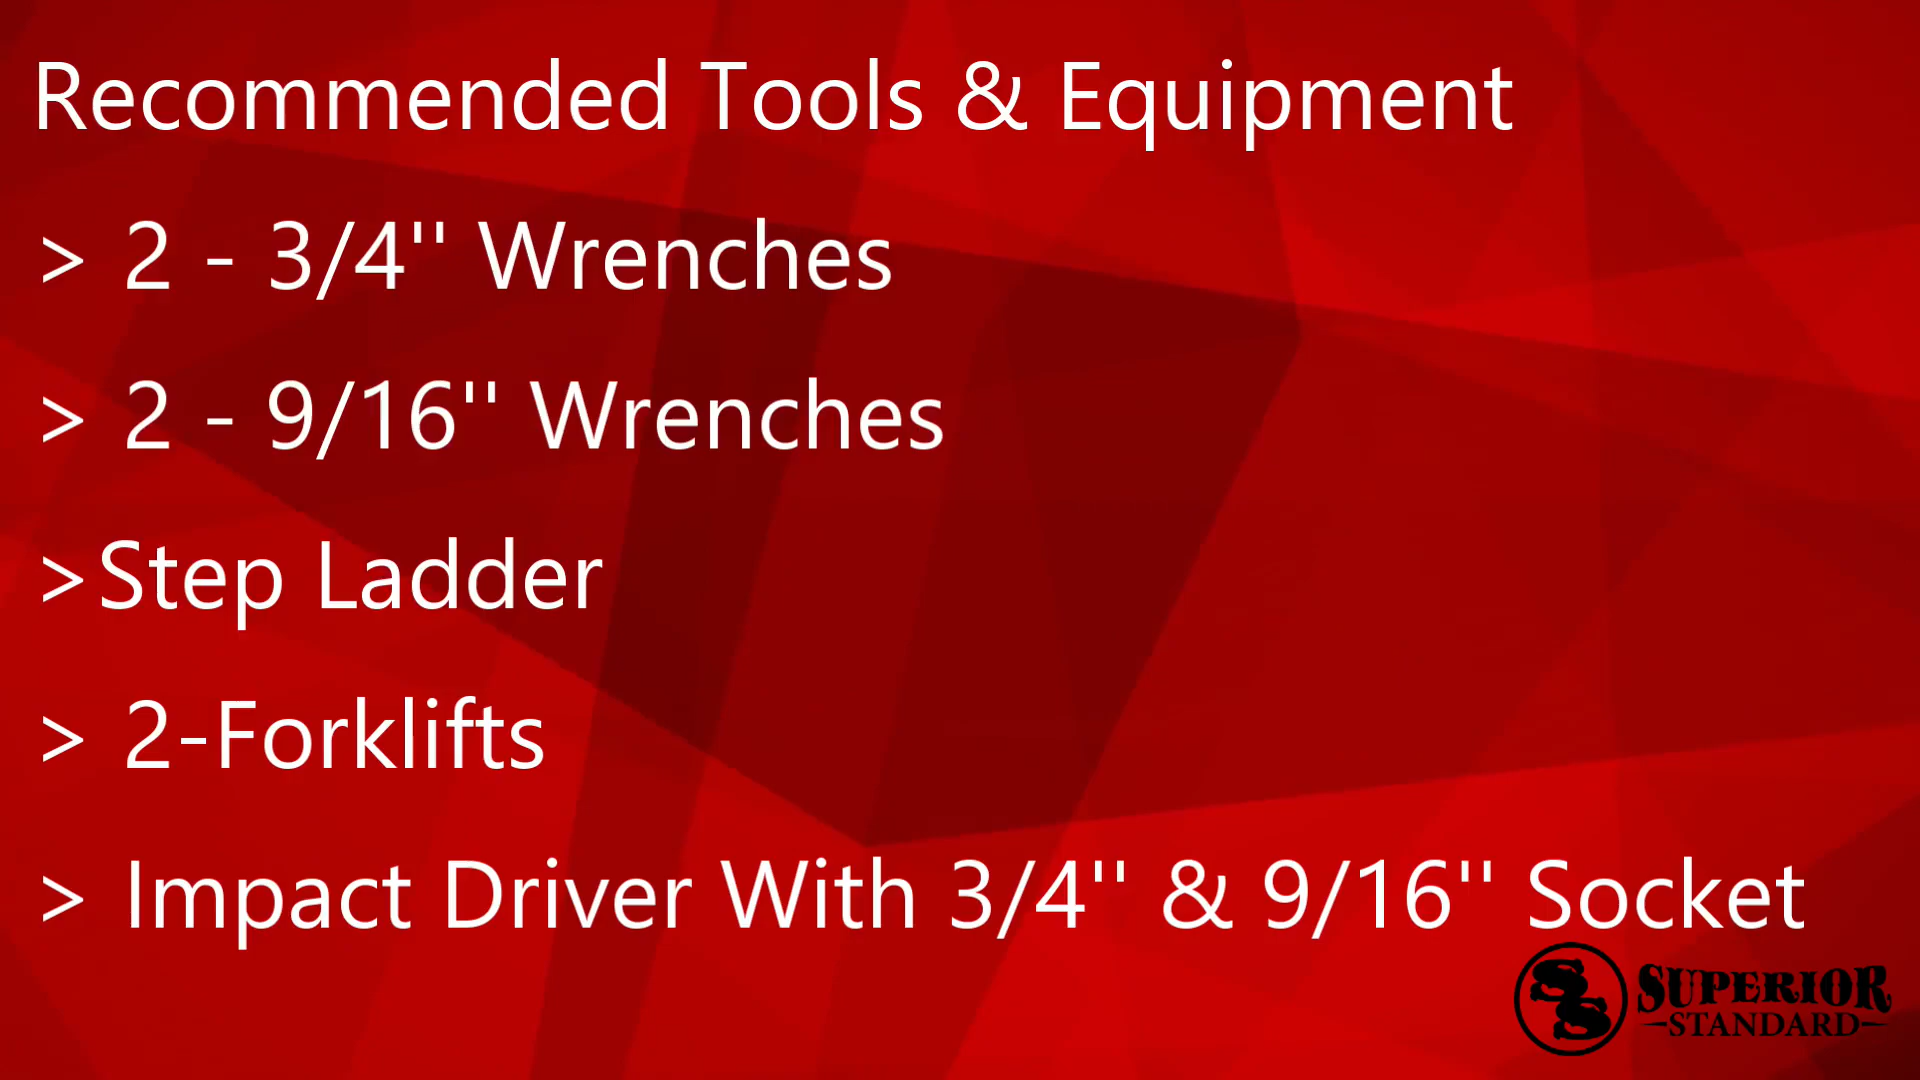 Recommended Tools & Equipment
> 2 - 3/4" Wrenches
> 2 - 9/16" Wrenches
>Step Ladder
> 2-Forklifts
> Impact Driver With 3/4" & 9/16" Socket
SUPERIOR
STANDARD